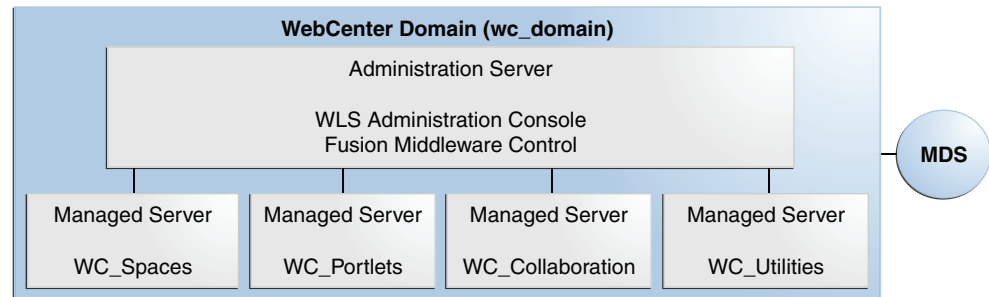 WebCenter Domain (wc_domain)
Administration Server
WLS Administration Console
Fusion Middleware Control
MDS
Managed Server
WC_Spaces
Managed Server
WC_Portlets
Managed Server
WC_Collaboration
Managed Server
WC_Utilities